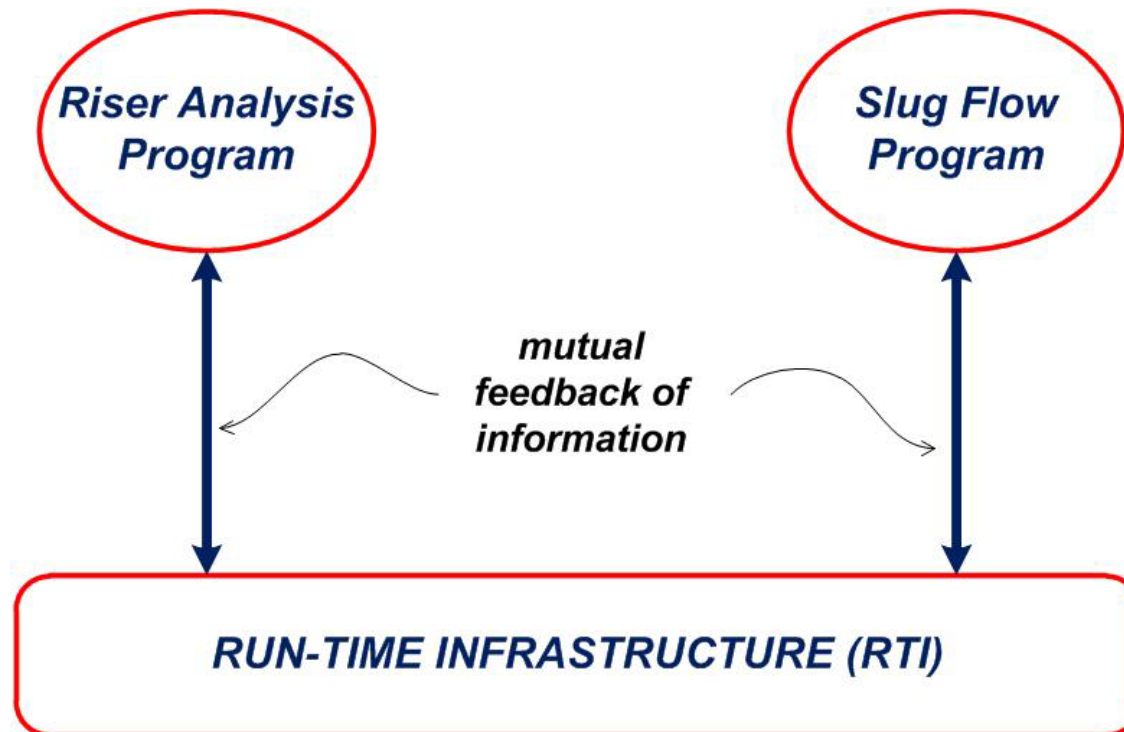 Riser Analysis
Program
Slug Flow
Program
mutual
feedback of
information
RUN-TIME INFRASTRUCTURE (RTI)